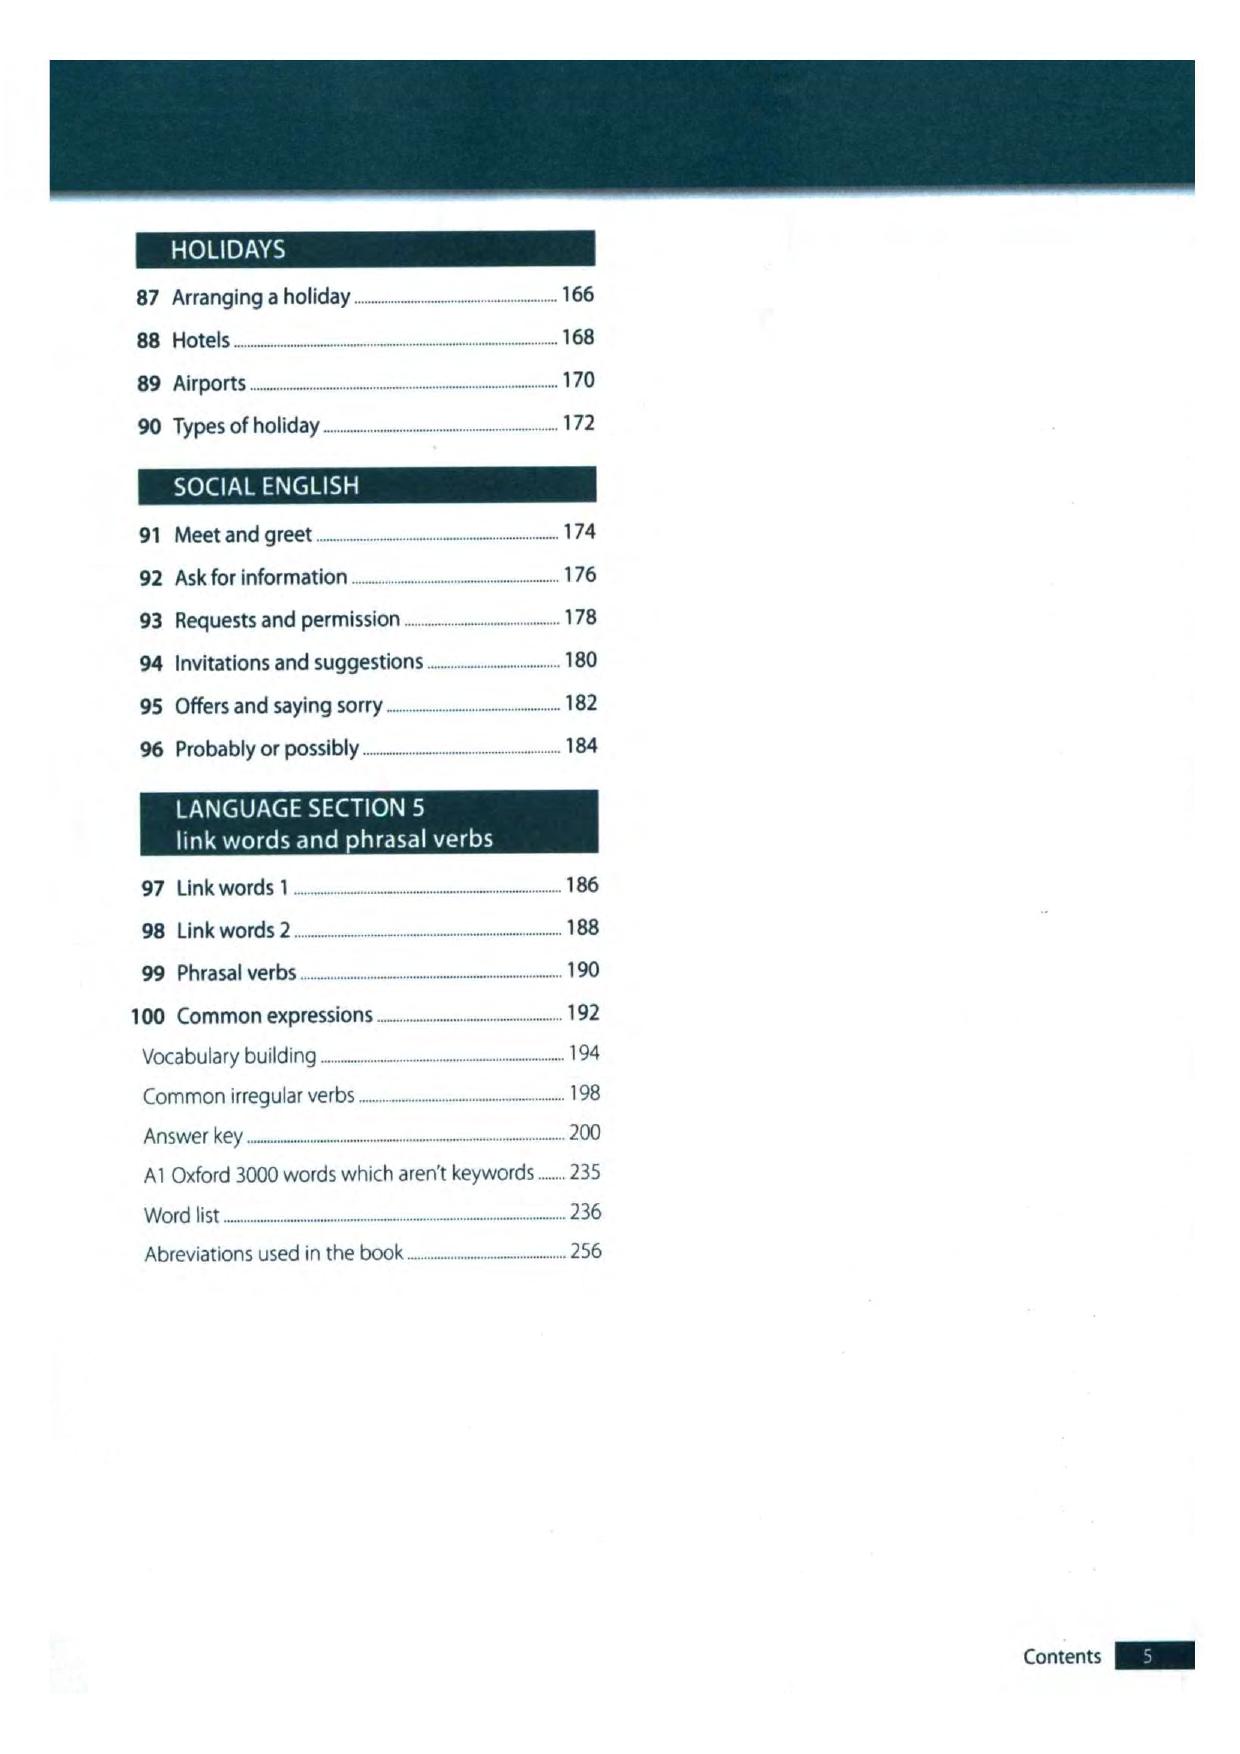 HOLIDAYS
87 Arranging a holiday 166
88 Hotels 168
89 Airports 170
90 Types of holiday 172
SOCIAL ENGLISH
91 Meet and greet 174
92 Ask for information 176
93 Requests and permission 178
94 Invitations and suggestions 180
95 Offers and saying sorry 182
96 Probably or possibly 184
LANGUAGE SECTION 5
link words and phrasal verbs
97 Link words 1 186
98 Link words 2 188
99 Phrasal verbs 190
100 Common expressions 192
Vocabulary building 194
Common irregular verbs 198
Answer key 200
A1 Oxford 3000 words which aren't keywords 235
Word list 236
Abreviations used in the book 256
Contents 5